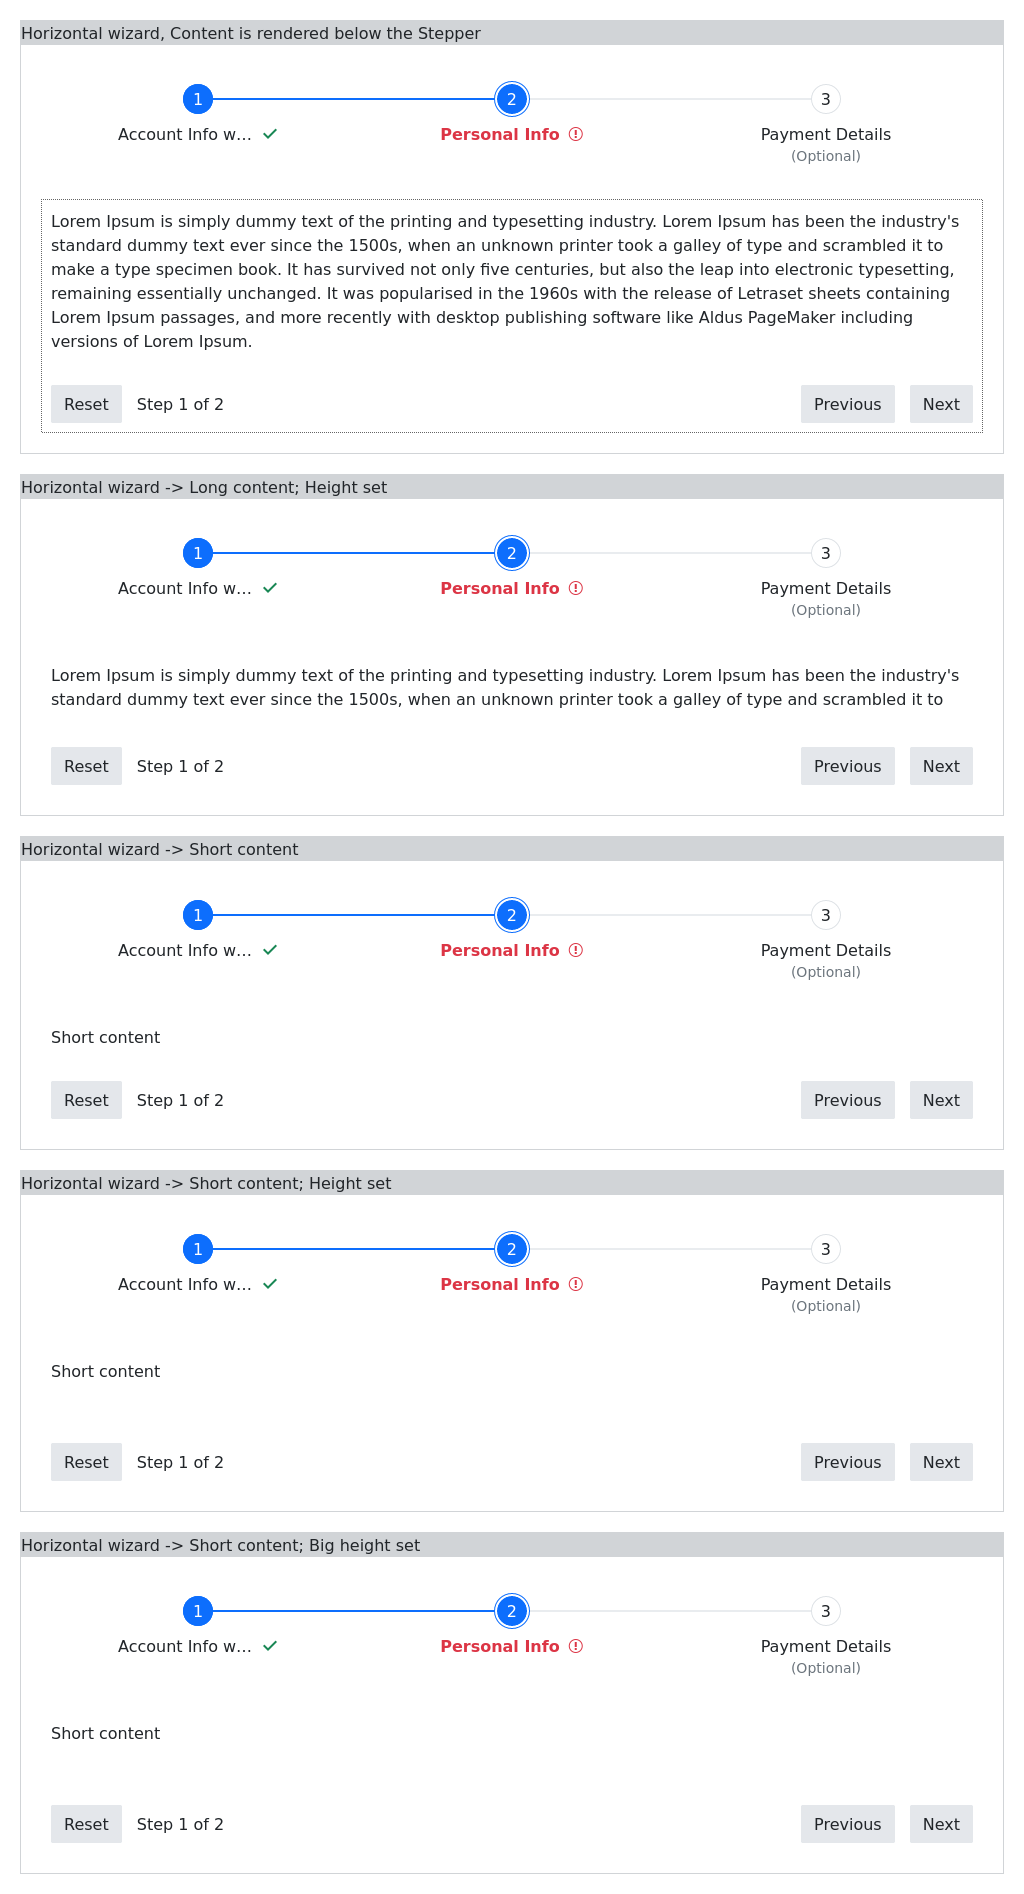 Horizontal wizard, Content is rendered below the Stepper
1 2 3
Account Info w... Personal Info Payment Details
(Optional)
Lorem Ipsum is simply dummy text of the printing and typesetting industry. Lorem Ipsum has been the industry's
standard dummy text ever since the 1500s, when an unknown printer took a galley of type and scrambled it to
make a type specimen book. It has survived not only five centuries, but also the leap into electronic typesetting,
remaining essentially unchanged. It was popularised in the 1960s with the release of Letraset sheets containing
Lorem Ipsum passages, and more recently with desktop publishing software like Aldus PageMaker including
versions of Lorem Ipsum.
Reset Step 1 of 2 Previous Next
Horizontal wizard -> Long content; Height set
1 2 3
Account Info w... Personal Info Payment Details
(Optional)
Lorem Ipsum is simply dummy text of the printing and typesetting industry. Lorem Ipsum has been the industry's
standard dummy text ever since the 1500s, when an unknown printer took a galley of type and scrambled it to
Reset Step 1 of 2 Previous Next
Horizontal wizard -> Short content
1 2 3
Account Info w... Personal Info Payment Details
(Optional)
Short content
Reset Step 1 of 2 Previous Next
Horizontal wizard -> Short content; Height set
1 2 3
Account Info w... Personal Info Payment Details
(Optional)
Short content
Reset Step 1 of 2 Previous Next
Horizontal wizard -> Short content; Big height set
1 2 3
Account Info w... Personal Info Payment Details
(Optional)
Short content
Reset Step 1 of 2 Previous Next